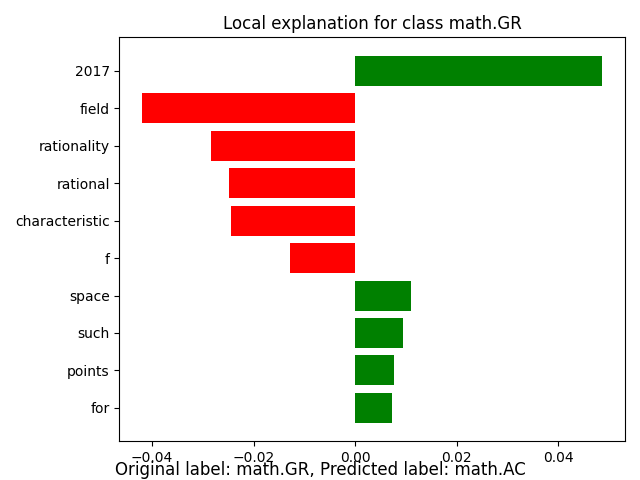 Local explanation for class math.GR
2017
field
rationality
rational
characteristic
f
space
such
points
for
−0.04 −0.02 0.00 0.02 0.04
Original label: math.GR, Predicted label: math.AC